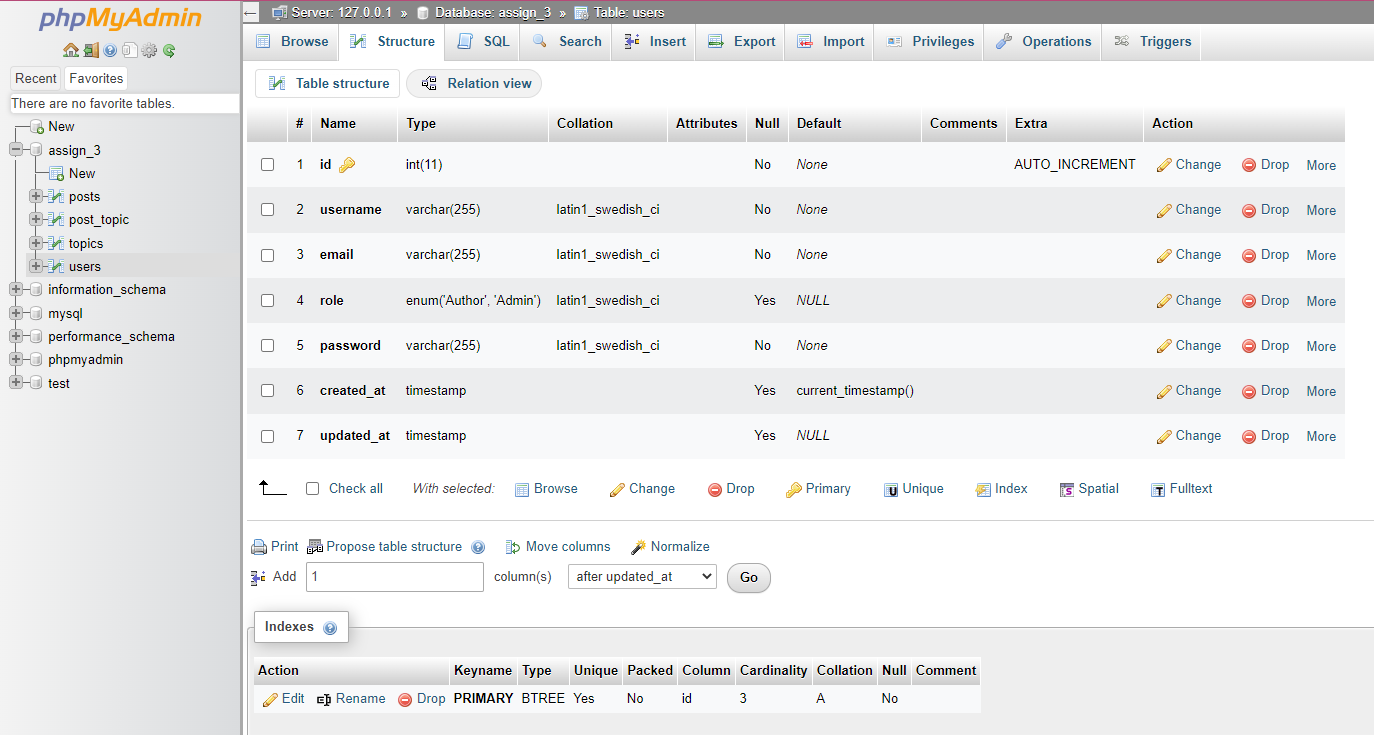 phpMyAdmin
Recent Favorites
There are no favorite tables.
New
assign_3
New
posts
post_topic
topics
users
information_schema
mysql
performance_schema
phpmyadmin
test
Server: 127.0.0.1 » Database: assign_3 » Table: users
Browse Structure SQL Search Insert Export Import Privileges Operations Triggers
Table structure Relation view
# Name Type Collation Attributes Null Default Comments Extra Action
1 id int(11) No None AUTO_INCREMENT Change Drop More
2 username varchar(255) latin1_swedish_ci No None Change Drop More
3 email varchar(255) latin1_swedish_ci No None Change Drop More
4 role enum('Author', 'Admin') latin1_swedish_ci Yes NULL Change Drop More
5 password varchar(255) latin1_swedish_ci No None Change Drop More
6 created_at timestamp Yes current_timestamp() Change Drop More
7 updated_at timestamp Yes NULL Change Drop More
Check all With selected: Browse Change Drop Primary Unique Index Spatial Fulltext
Print Propose table structure Move columns Normalize
Add 1 column(s) after updated_at Go
Indexes
Action Keyname Type Unique Packed Column Cardinality Collation Null Comment
Edit Rename Drop PRIMARY BTREE Yes No id 3 A No